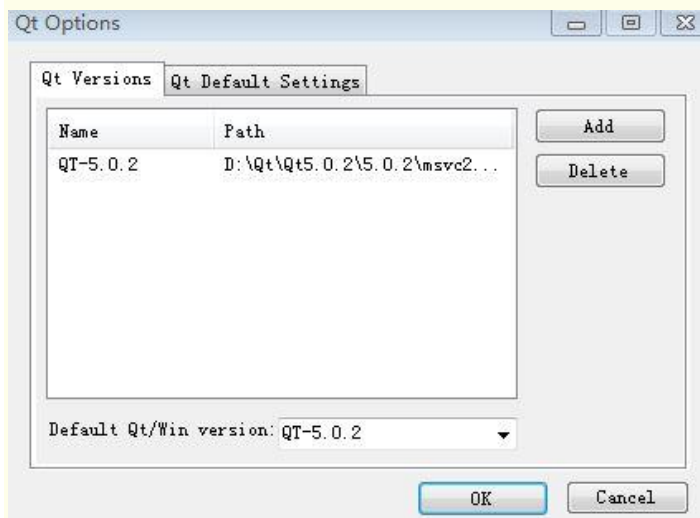 Qt Options
Qt Versions Qt Default Settings
Name Path
QT-5.0.2 D:\Qt\Qt5.0.2\5.0.2\msvc2...
Add
Delete
Default Qt/Win version: QT-5.0.2
OK Cancel